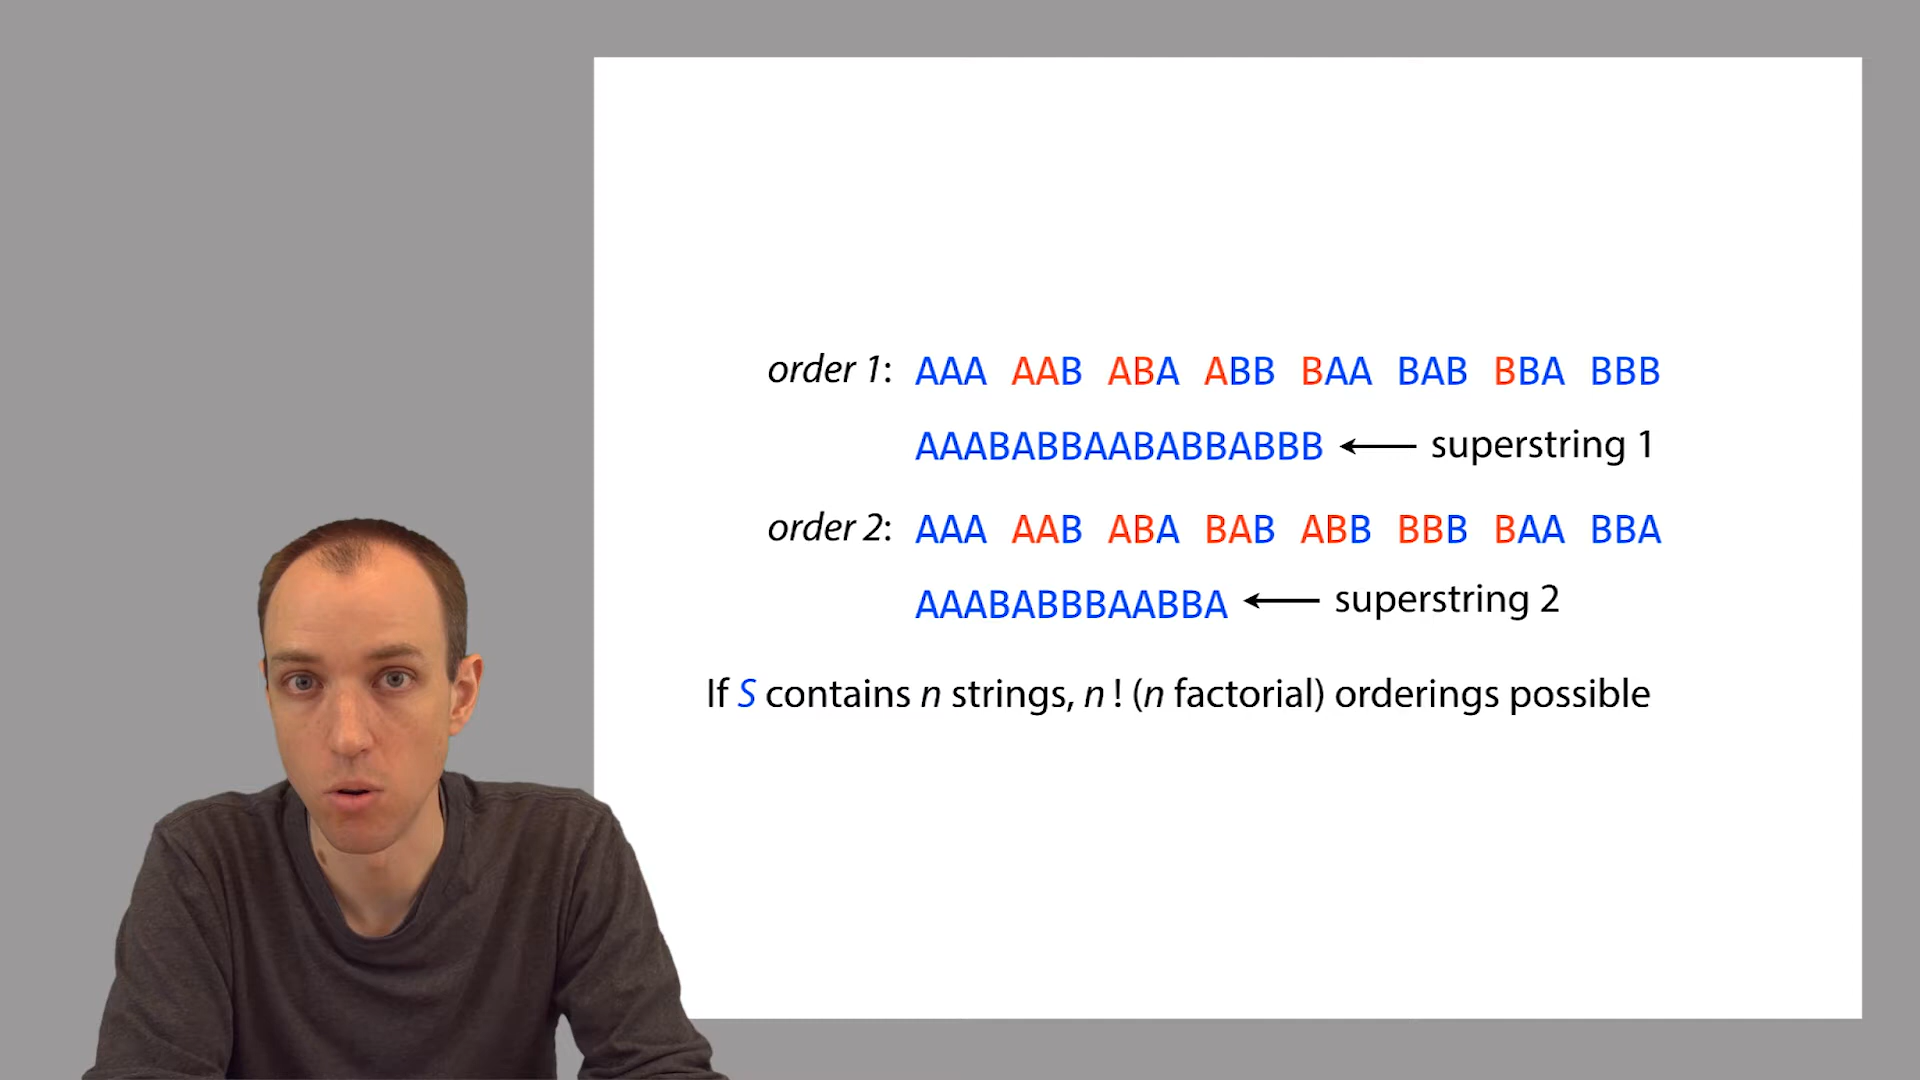 order 1: AAA AAB ABA ABB BAA BAB BBA BBB
AAABABBAABABBABBB ← superstring 1
order 2: AAA AAB ABA BAB ABB BBB BAA BBA
AAABABBBAABBA ← superstring 2
If S contains n strings, n ! (n factorial) orderings possible